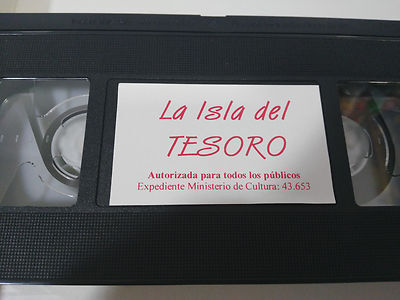 La Isla del
TESORO
Autorizada para todos los públicos
Expediente Ministerio de Cultura: 43.653